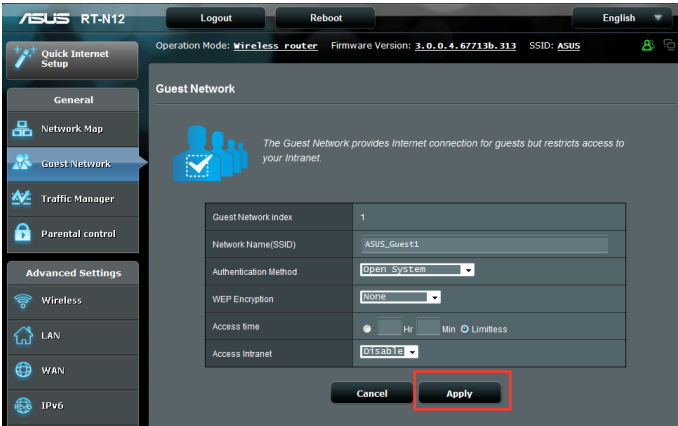 ASUS RT-N12 Logout Reboot English
Operation Mode: Wireless router Firmware Version: 3.0.0.4.67713b.313 SSID: ASUS
Quick Internet
Setup
General
Network Map
Guest Network
Traffic Manager
Parental control
Advanced Settings
Wireless
LAN
WAN
IPv6
Guest Network
The Guest Network provides Internet connection for guests but restricts access to
your Intranet.
Guest Network index 1
Network Name(SSID) ASUS_Guest1
Authentication Method Open System
WEP Encryption None
Access time Hr Min Limitless
Access Intranet Disable
Cancel Apply